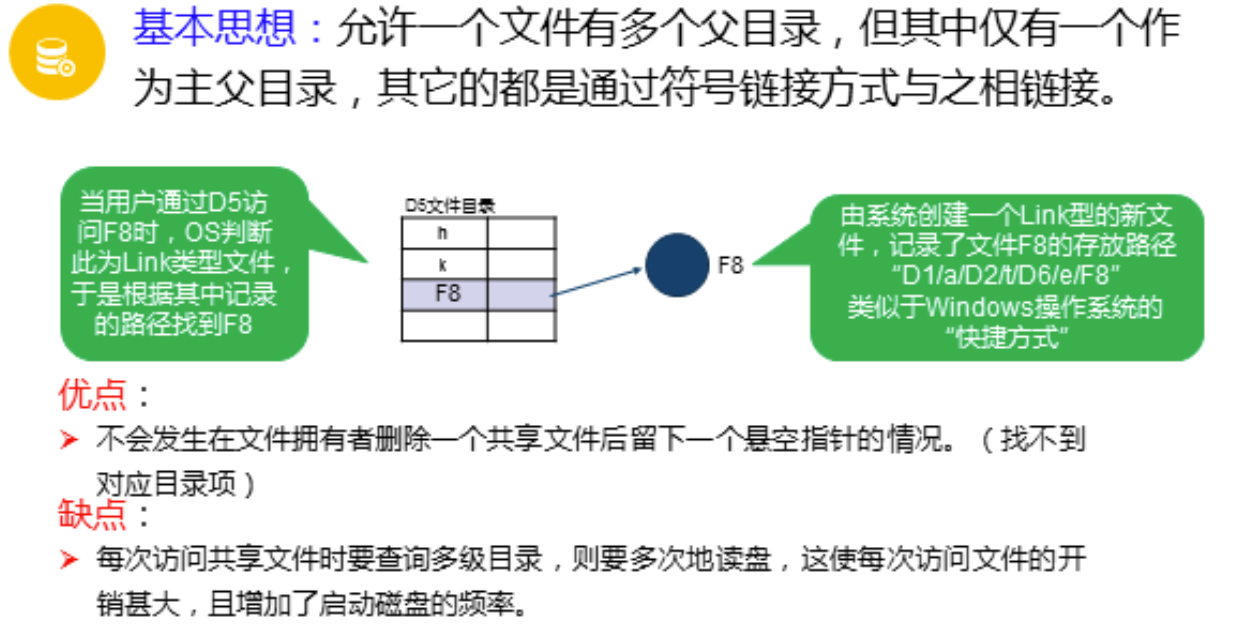 基本思想：允许一个文件有多个父目录，但其中仅有一个作
为主父目录，其它的都是通过符号链接方式与之相链接。
当用户通过D5访
问F8时，OS判断
此为Link类型文件，
于是根据其中记录
的路径找到F8
D5文件目录
h
k
F8
F8
由系统创建一个Link型的新文
件，记录了文件F8的存放路径
“D1/a/D2/t/D6/e/F8”
类似于Windows操作系统的
“快捷方式”
优点：
➤ 不会发生在文件拥有者删除一个共享文件后留下一个悬空指针的情况。（找不到
对应目录项）
缺点：
➤ 每次访问共享文件时要查询多级目录，则要多次地读盘，这使每次访问文件的开
销甚大，且增加了启动磁盘的频率。